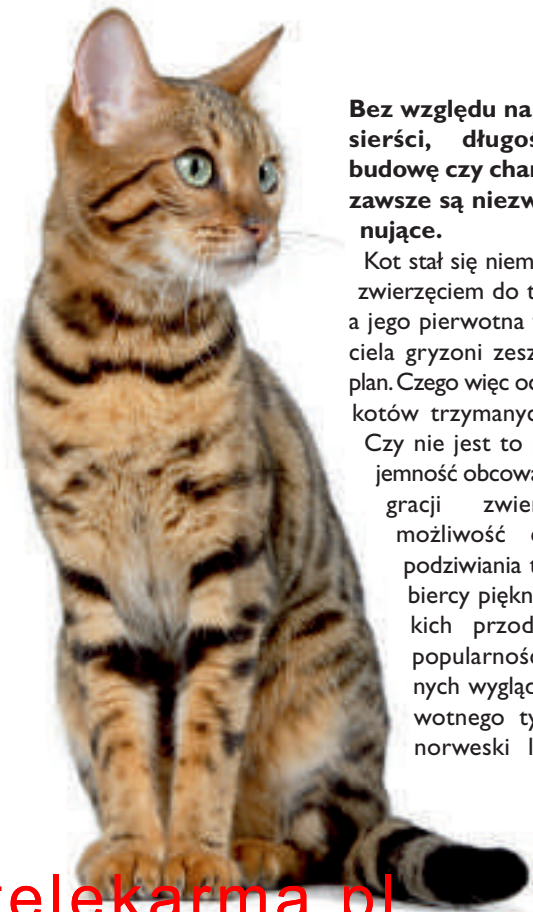 Bez względu na
sierści, długoś
budowę czy char
zawsze są niezw
nujące.
Kot stał się niem
zwierzęciem do t
a jego pierwotna
ciela gryzoni zesz
plan. Czego więc oc
kotów trzymanyc
Czy nie jest to
jemność obcowa
gracji zwier
możliwość
podziwiania t
biercy piękn
kich przod
popularnośc
nych wyglą
wotnego ty
norweski l
elekarma.pl